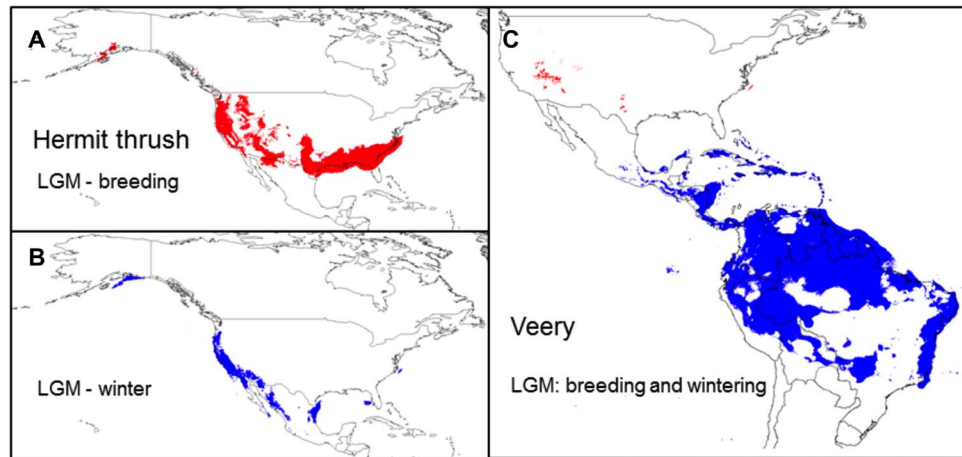 A
Hermit thrush
LGM - breeding
B
LGM - winter
C
Veery
LGM: breeding and wintering